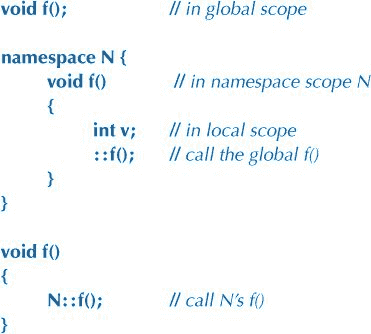 void f(); // in global scope
namespace N {
void f() // in namespace scope N
{
int v; // in local scope
::f(); // call the global f()
}
}
void f()
{
N::f(); // call N’s f()
}